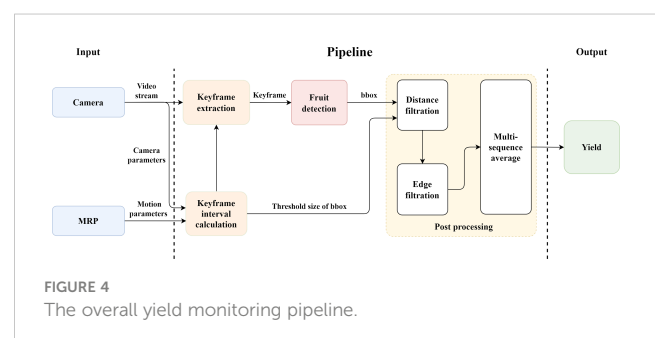 Input
Pipeline
Output
Camera
Video
stream
Keyframe
extraction
Keyframe
Fruit
detection
bbox
Distance
filtration
Multi-
sequence
average
Yield
Camera
parameters
MRP
Motion
parameters
Keyframe
interval
calculation
Threshold size of bbox
Edge
filtration
Post processing
FIGURE 4
The overall yield monitoring pipeline.